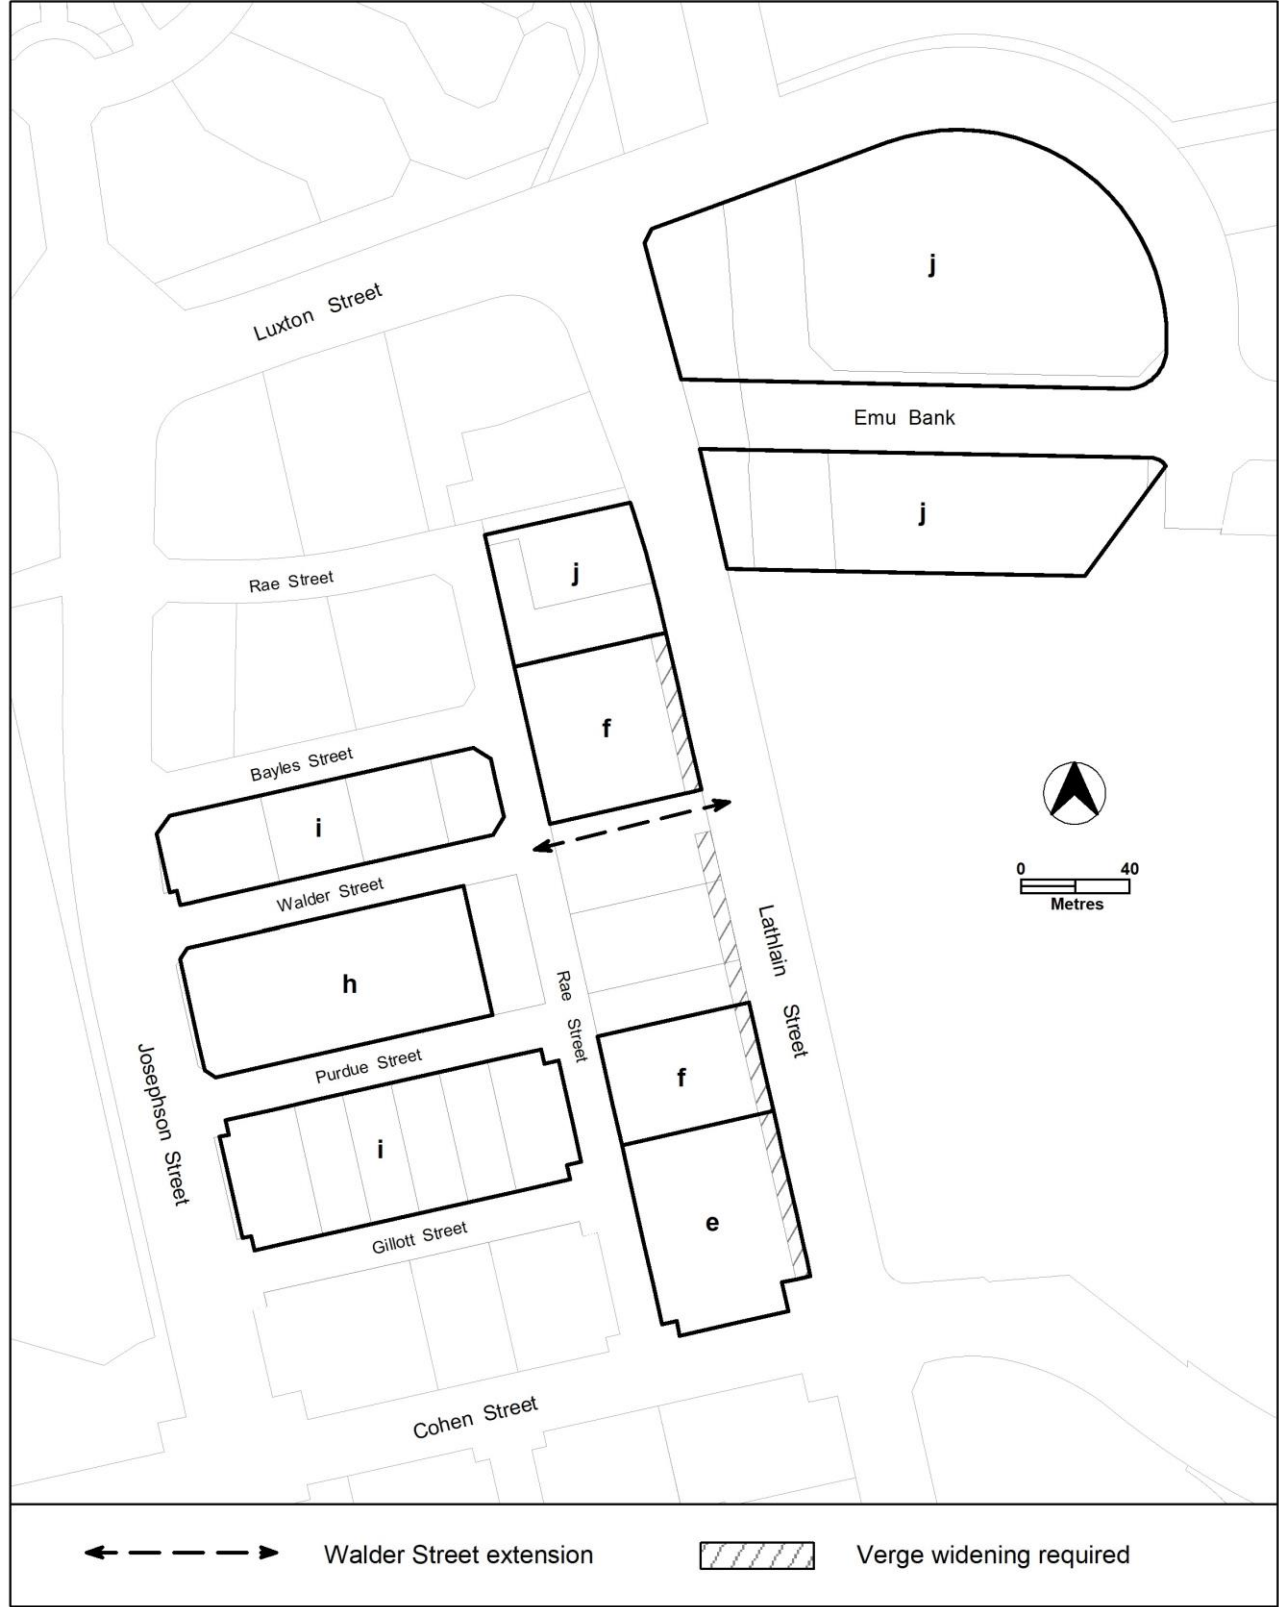 j
Luxton Street
Emu Bank
j
j
Rae Street
f
Bayles Street
i
0 40
Metres
Walder Street
Lathlain Street
h
Rae Street
Purdue Street
f
Josephson Street
i
e
Gillott Street
Cohen Street
Walder Street extension
Verge widening required